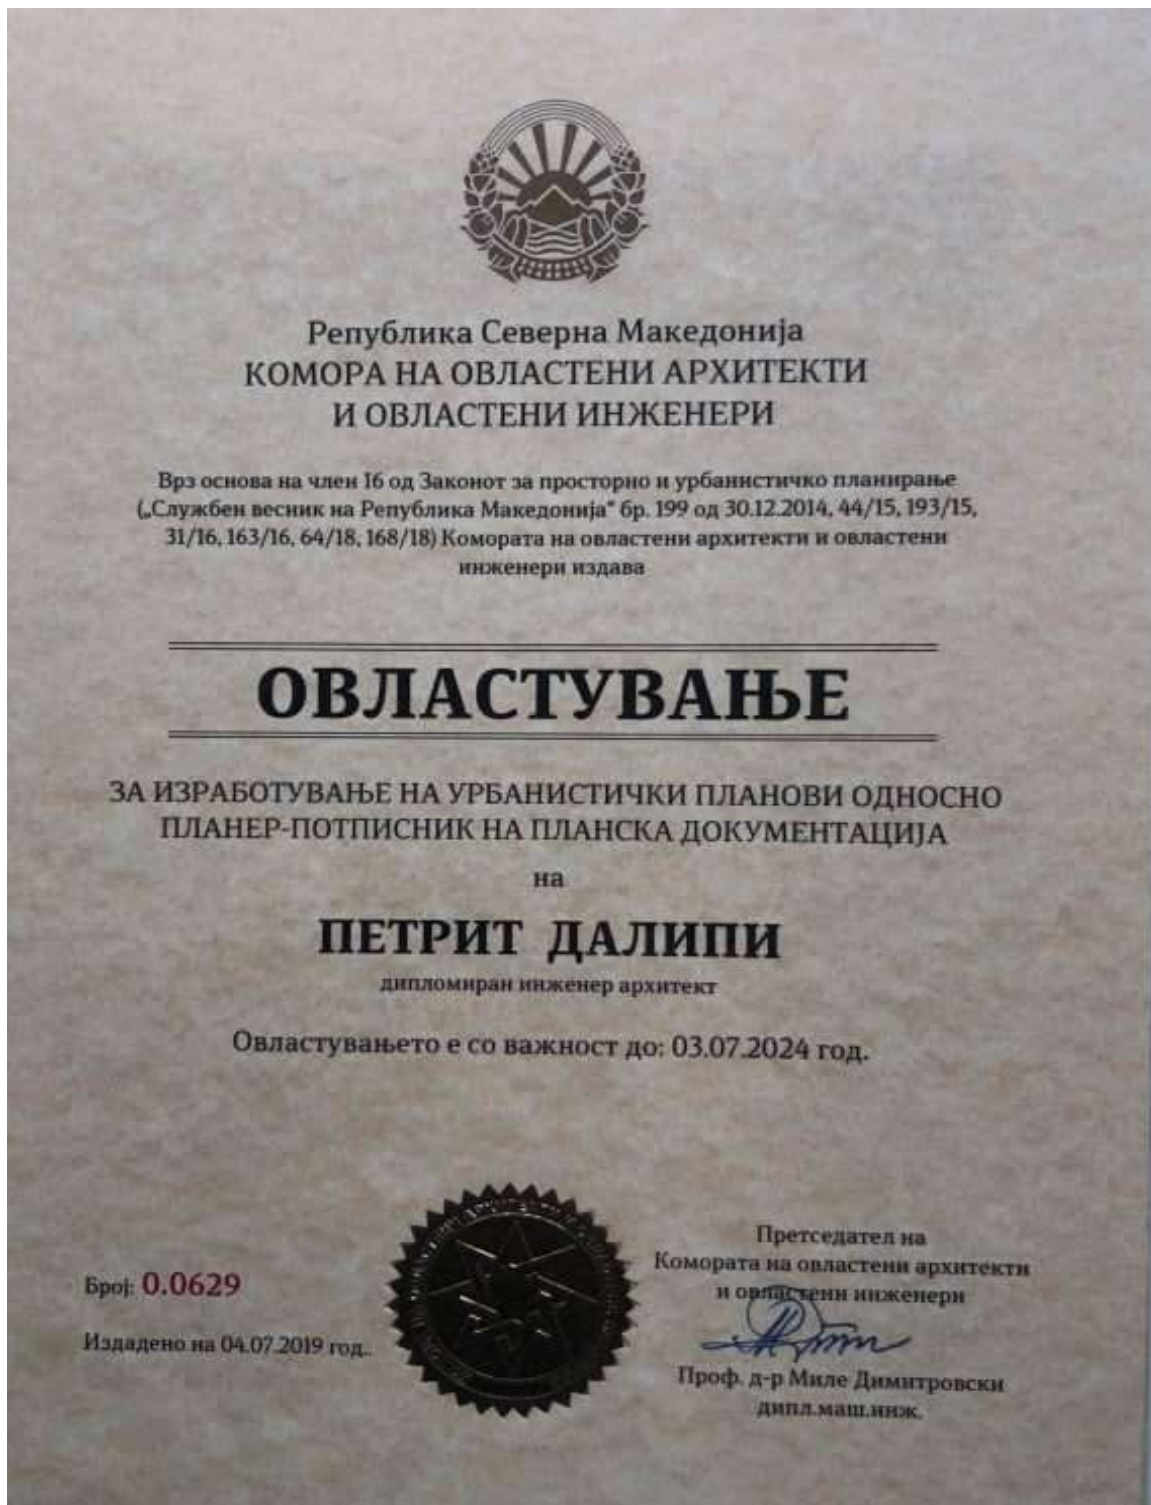 Република Северна Македонија
КОМОРА НА ОВЛАСТЕНИ АРХИТЕКТИ
И ОВЛАСТЕНИ ИНЖЕНЕРИ
Врз основа на член 16 од Законот за просторно и урбанистичко планирање
(„Службен весник на Република Македонија“ бр. 199 од 30.12.2014, 44/15, 193/15,
31/16, 163/16, 64/18, 168/18) Комората на овластени архитекти и овластени
инженери издава
ОВЛАСТУВАЊЕ
ЗА ИЗРАБОТУВАЊЕ НА УРБАНИСТИЧКИ ПЛАНОВИ ОДНОСНО
ПЛАНЕР-ПОТПИСНИК НА ПЛАНСКА ДОКУМЕНТАЦИЈА
на
ПЕТРИТ ДАЛИПИ
дипломиран инженер архитект
Овластувањето е со важност до: 03.07.2024 год.
Број: 0.0629
Издадено на 04.07.2019 год..
Претседател на
Комората на овластени архитекти
и овластени инженери
Проф. д-р Миле Димитровски
дипл.маш.инж.